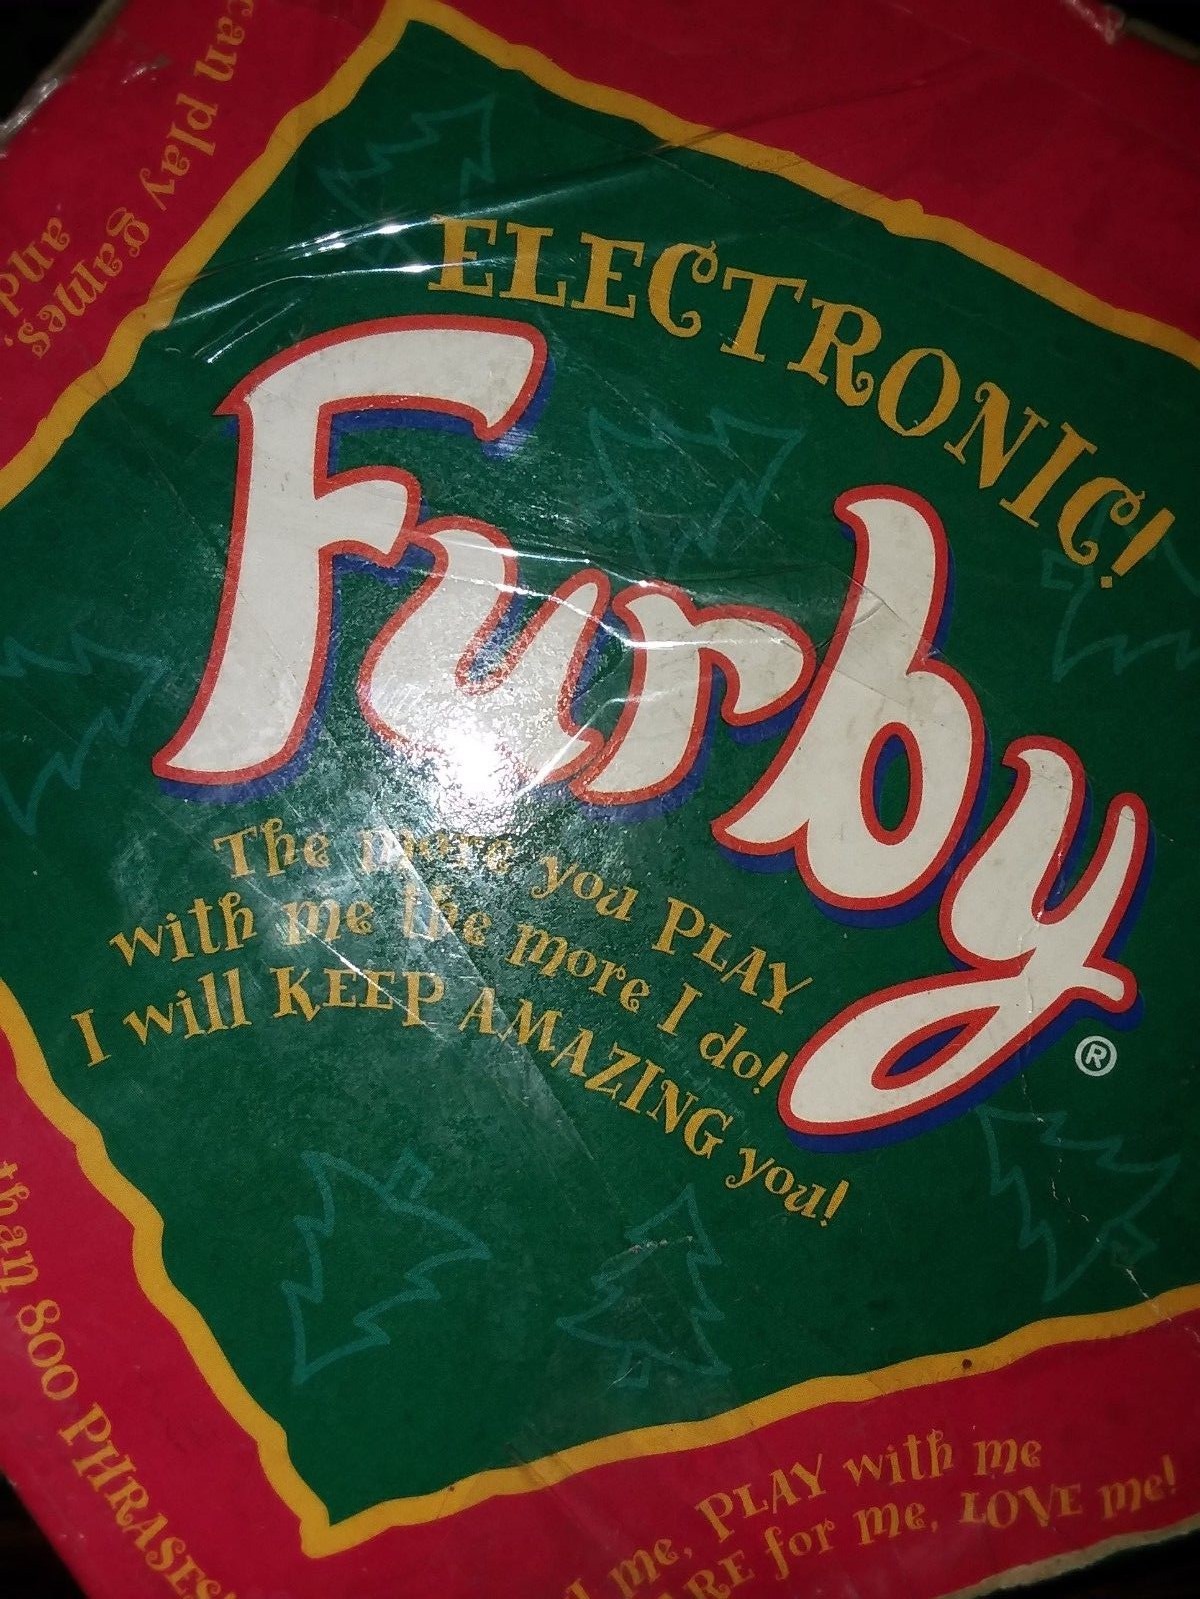 can play games,
and
ELECTRONIC!
Furby®
The more you PLAY
with me the more I do!
I will KEEP AMAZING you!
than 800 PHRASES!
me, PLAY with me
for me, LOVE me!